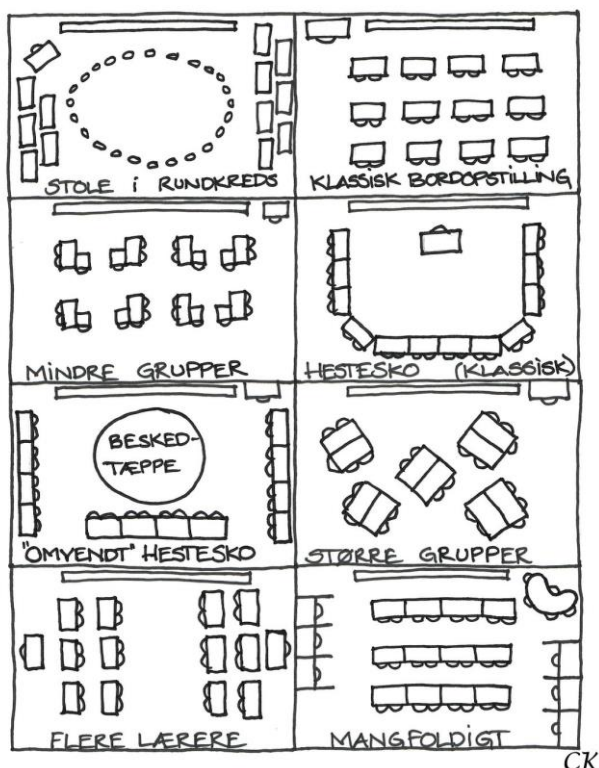 STOLE i RUNDKREDS
KLASSISK BORDOPSTILLING
MINDRE GRUPPER
HESTESKO (KLASSISK)
BESKED-
TÆPPE
"OMVENDT" HESTESKO
STØRRE GRUPPER
FLERE LÆRERE
MANGFOLDIGT
CK